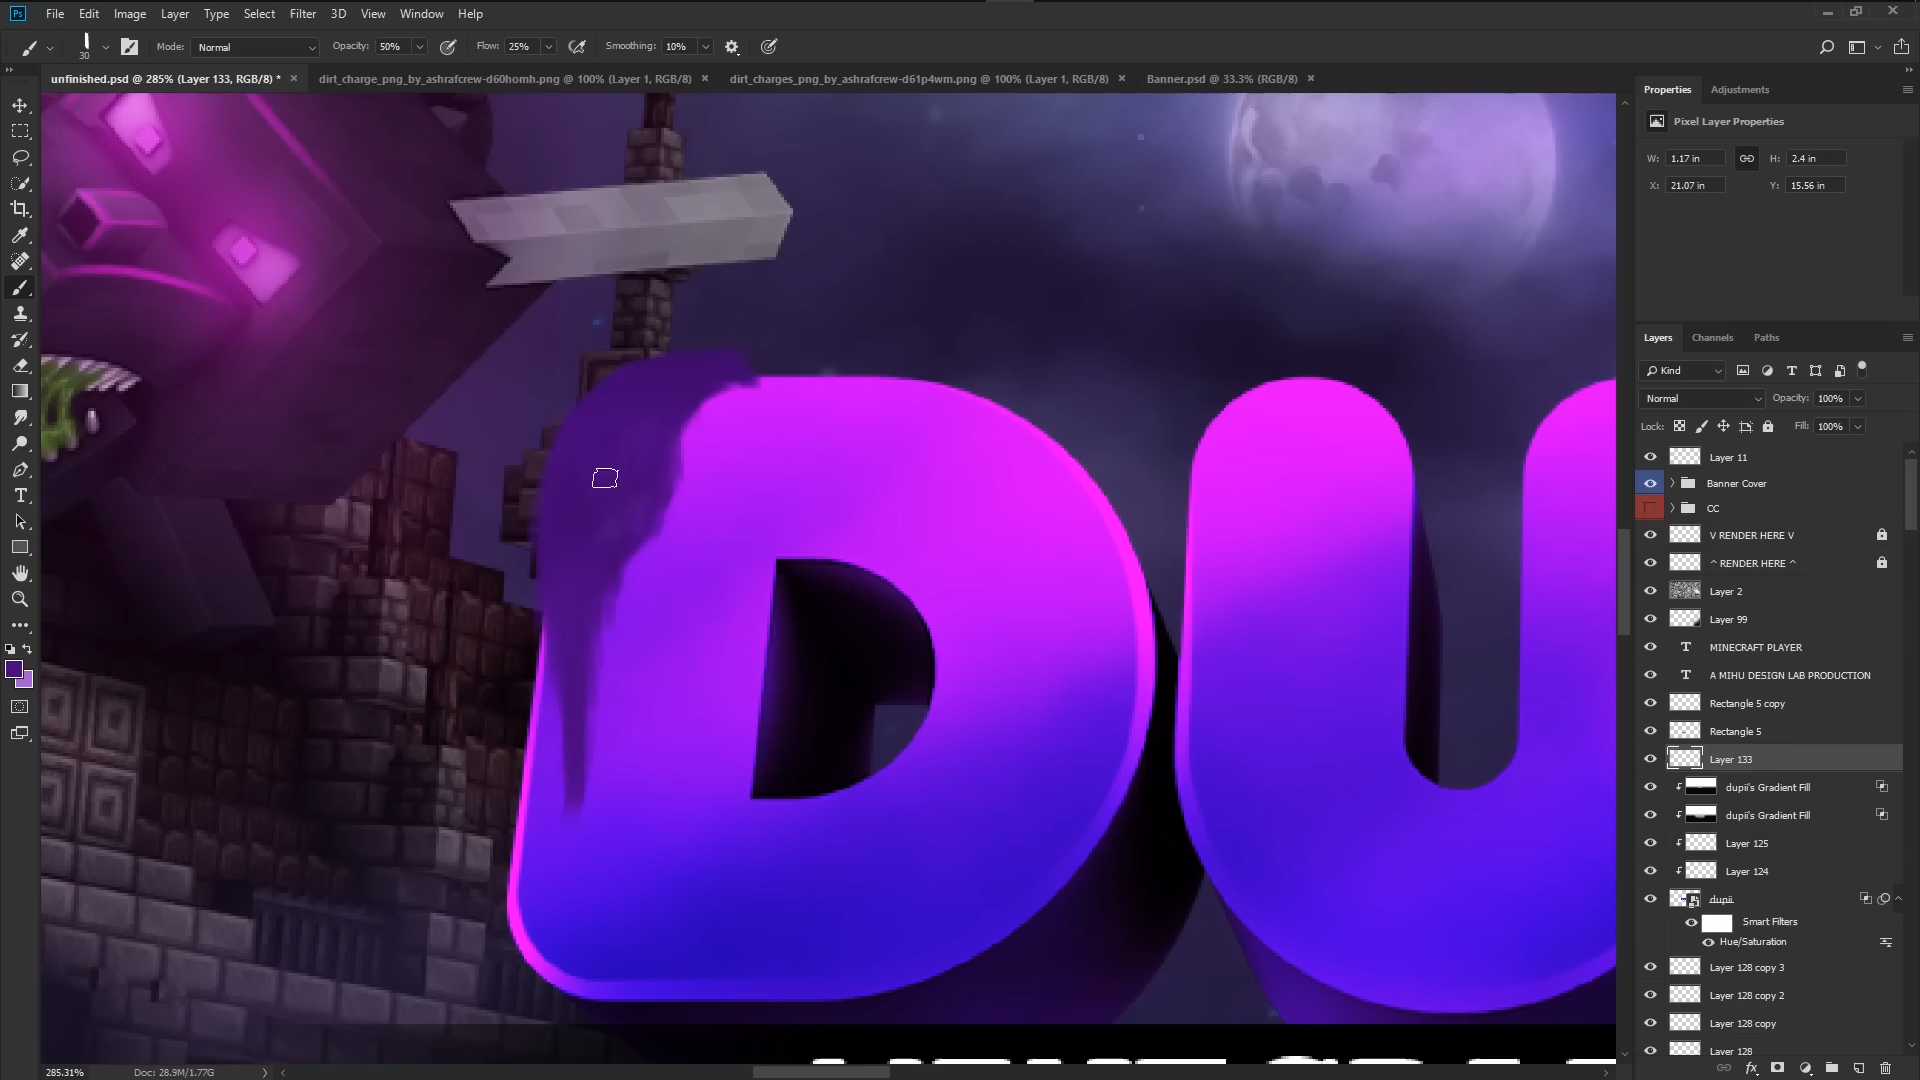 Ps File Edit Image Layer Type Select Filter 3D View Window Help
30 Mode: Normal Opacity: 50% Flow: 25% Smoothing: 10%
unfinished.psd @ 285% (Layer 133, RGB/8) * dirt_charge_png_by_ashrafcrew-d60homh.png @ 100% (Layer 1, RGB/8) dirt_charges_png_by_ashrafcrew-d61p4wm.png @ 100% (Layer 1, RGB/8) Banner.psd @ 33.3% (RGB/8)
Properties Adjustments
Pixel Layer Properties
W: 1.17 in H: 2.4 in
X: 21.07 in Y: 15.56 in
DU
Layers Channels Paths
Kind
Normal Opacity: 100%
Lock: Fill: 100%
Layer 11
Banner Cover
CC
V RENDER HERE V
^ RENDER HERE ^
Layer 2
Layer 99
MINECRAFT PLAYER
A MIHU DESIGN LAB PRODUCTION
Rectangle 5 copy
Rectangle 5
Layer 133
dupii's Gradient Fill
dupii's Gradient Fill
Layer 125
Layer 124
dupii
Smart Filters
Hue/Saturation
Layer 128 copy 3
Layer 128 copy 2
Layer 128 copy
Layer 128
285.31% Doc: 28.9M/1.77G